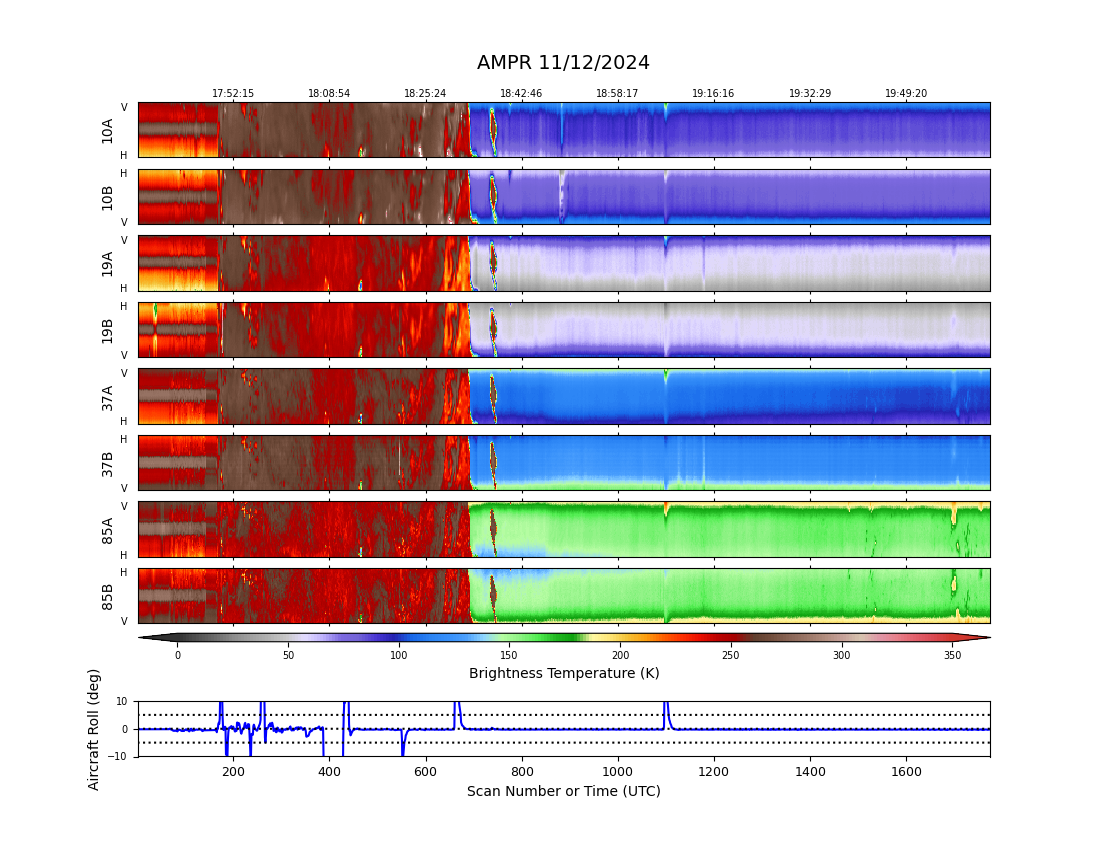 AMPR 11/12/2024
17:52:15 18:08:54 18:25:24 18:42:46 18:58:17 19:16:16 19:32:29 19:49:20
V
10A
H
H
10B
V
V
19A
H
H
19B
V
V
37A
H
H
37B
V
V
85A
H
H
85B
V
0 50 100 150 200 250 300 350
Brightness Temperature (K)
Aircraft Roll (deg)
10
0
−10
200 400 600 800 1000 1200 1400 1600
Scan Number or Time (UTC)